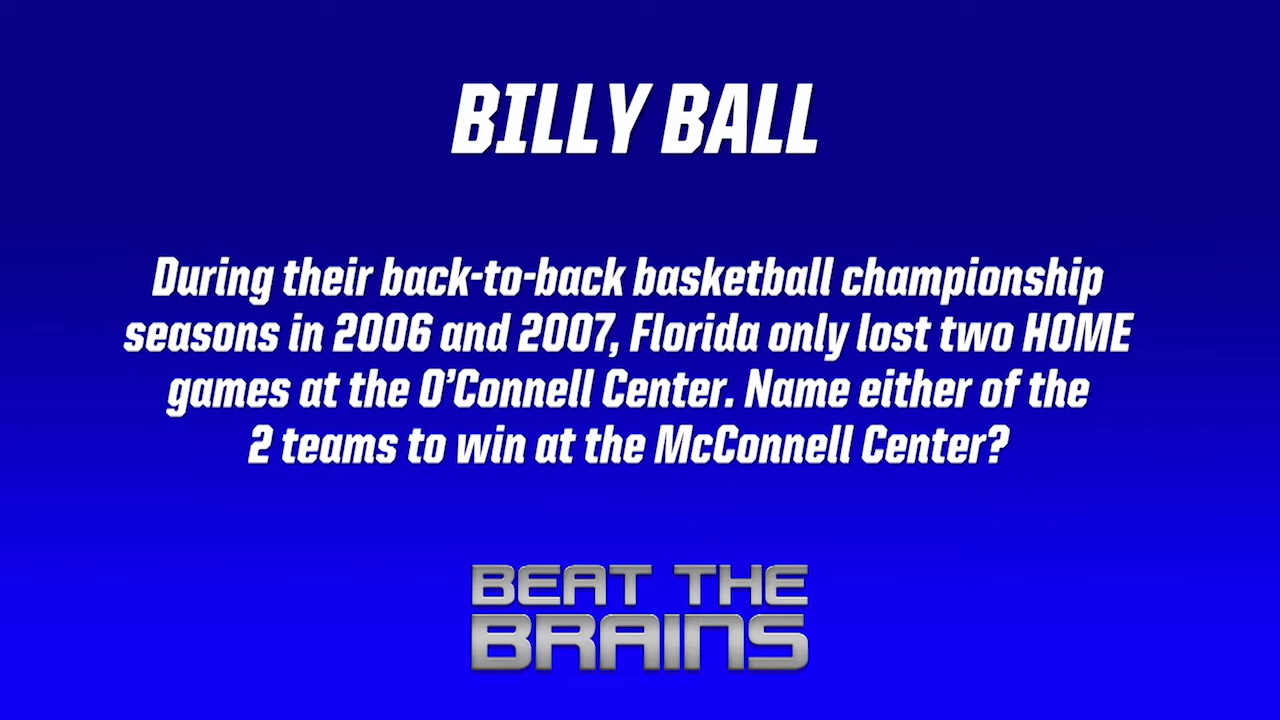 BILLY BALL
During their back-to-back basketball championship
seasons in 2006 and 2007, Florida only lost two HOME
games at the O'Connell Center. Name either of the
2 teams to win at the McConnell Center?
BEAT THE
BRAINS